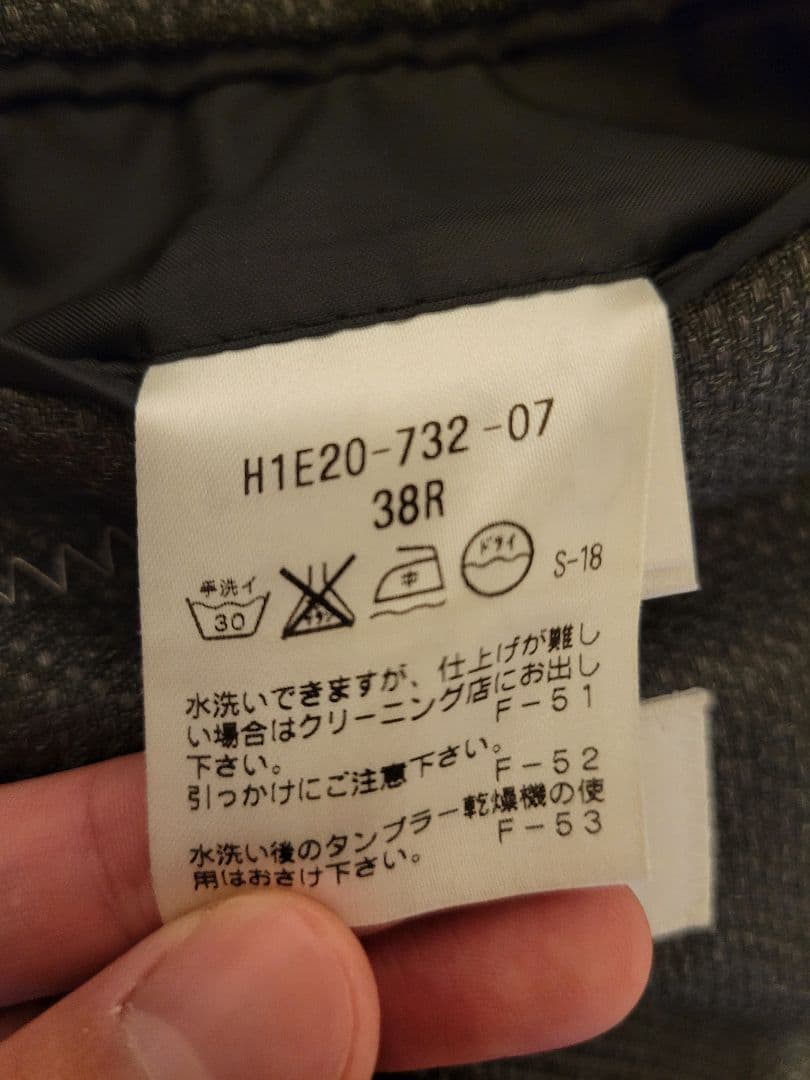 H1E20-732-07
38R
手洗イ
30
中
ドライ
S-18
水洗いできますが、仕上げが難し
い場合はクリーニング店にお出し
下さい。 F-51
引っかけにご注意下さい。
F-52
水洗い後のタンブラー乾燥機の使
用はおさけ下さい。 F-53